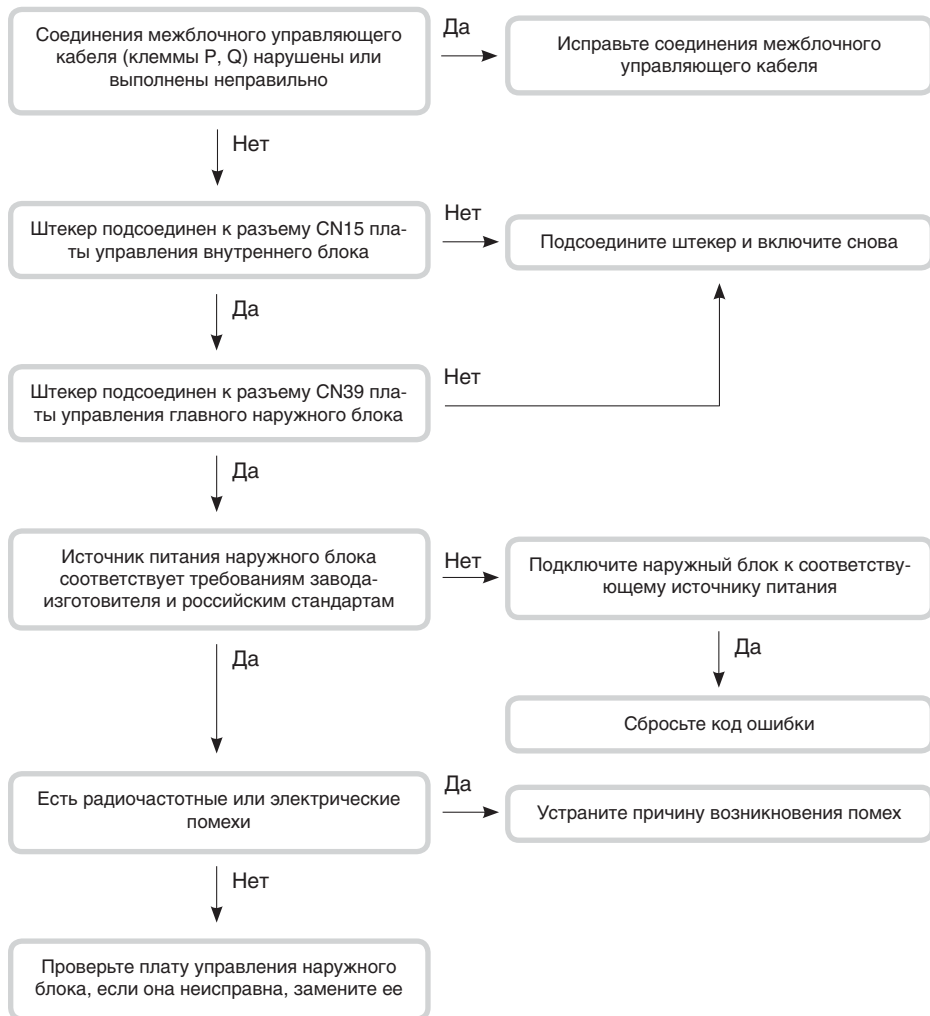 Соединения межблочного управляющего
кабеля (клеммы P, Q) нарушены или
выполнены неправильно
Да
Исправьте соединения межблочного
управляющего кабеля
Нет
Штекер подсоединен к разъему CN15 пла-
ты управления внутреннего блока
Нет
Подсоедините штекер и включите снова
Да
Штекер подсоединен к разъему CN39 пла-
ты управления главного наружного блока
Нет
Да
Источник питания наружного блока
соответствует требованиям завода-
изготовителя и российским стандартам
Нет
Подключите наружный блок к соответству-
ющему источнику питания
Да
Да
Сбросьте код ошибки
Есть радиочастотные или электрические
помехи
Да
Устраните причину возникновения помех
Нет
Проверьте плату управления наружного
блока, если она неисправна, замените ее